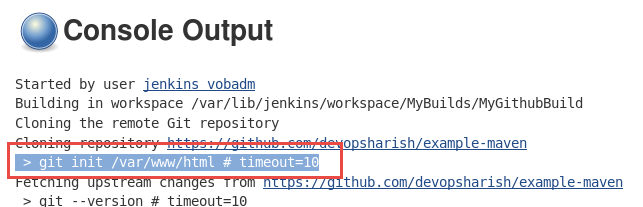 Console Output
Started by user jenkins vobadm
Building in workspace /var/lib/jenkins/workspace/MyBuilds/MyGithubBuild
Cloning the remote Git repository
Cloning repository https://github.com/devopsharish/example-maven
> git init /var/www/html # timeout=10
Fetching upstream changes from https://github.com/devopsharish/example-maven
> git --version # timeout=10